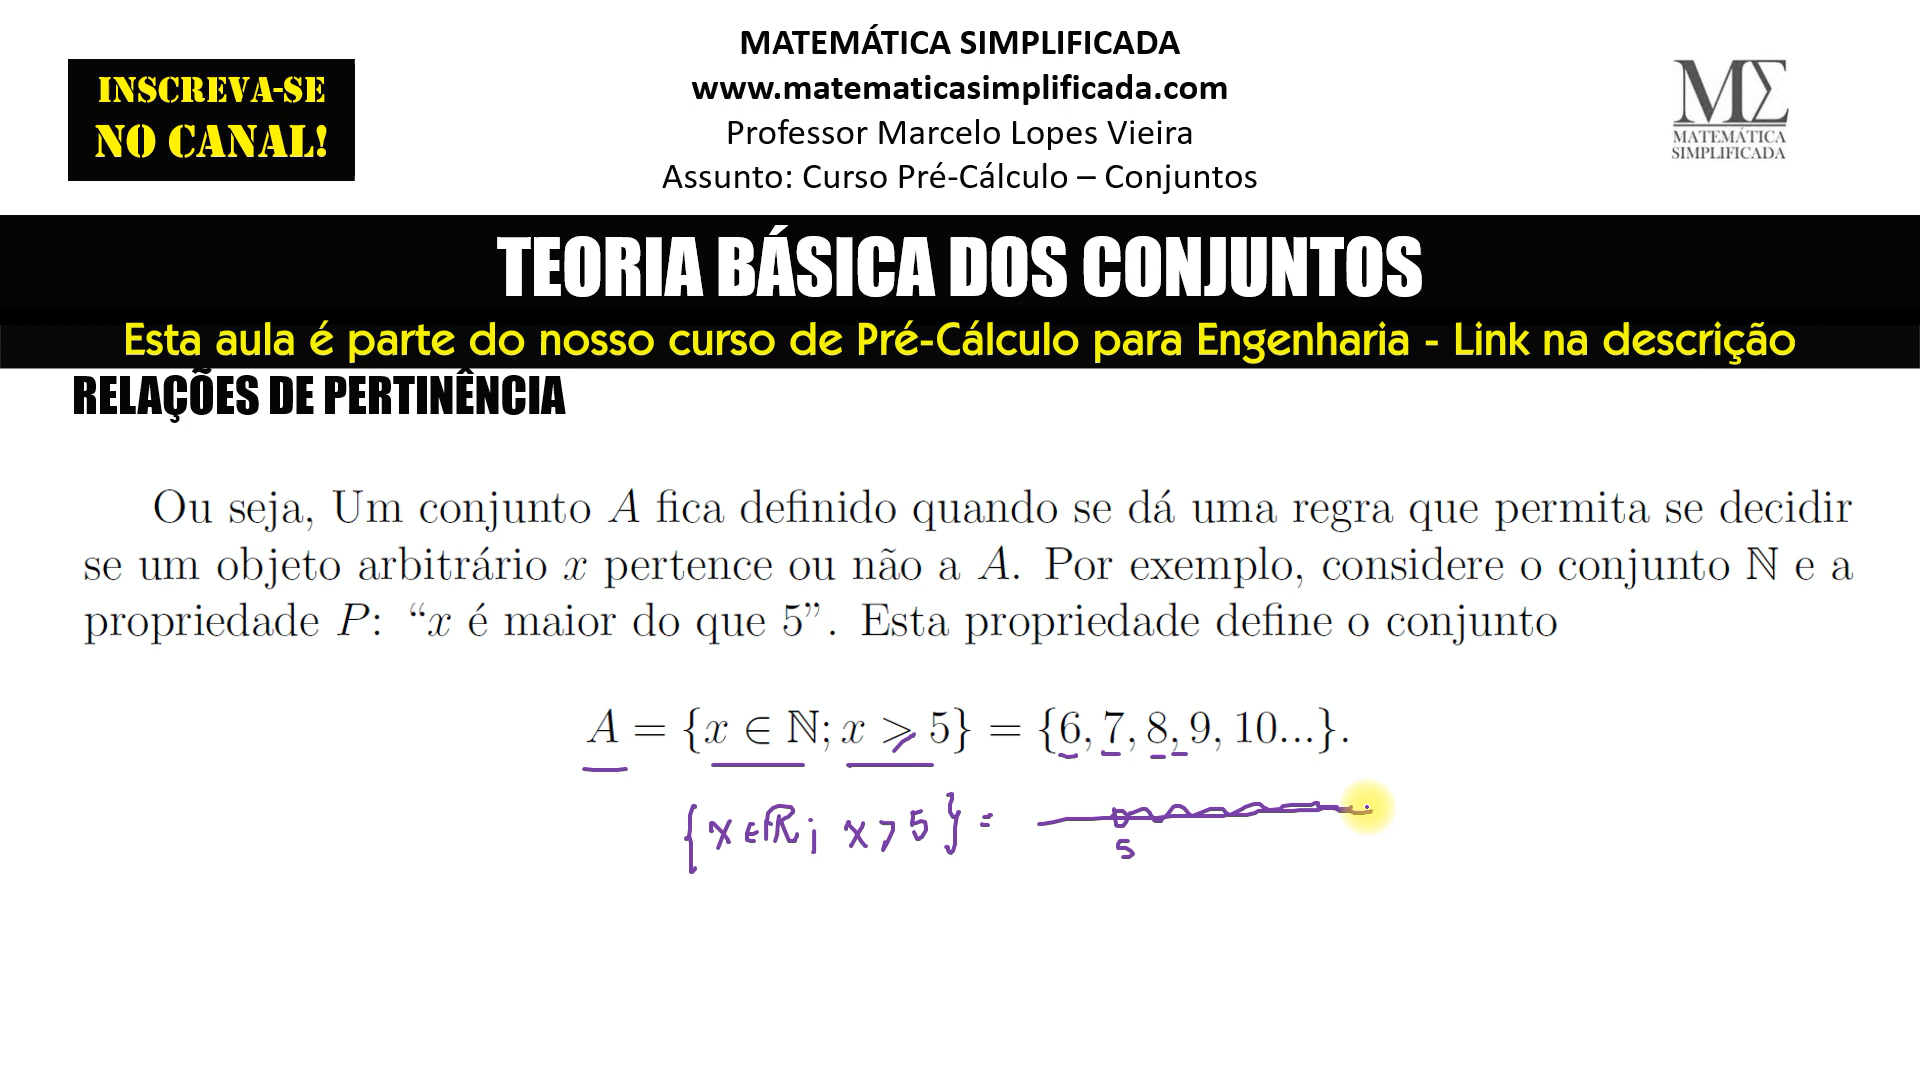 INSCREVA-SE
NO CANAL!
MATEMÁTICA SIMPLIFICADA
www.matematicasimplificada.com
Professor Marcelo Lopes Vieira
Assunto: Curso Pré-Cálculo – Conjuntos
MΣ
MATEMÁTICA
SIMPLIFICADA
TEORIA BÁSICA DOS CONJUNTOS
Esta aula é parte do nosso curso de Pré-Cálculo para Engenharia - Link na descrição
RELAÇÕES DE PERTINÊNCIA
Ou seja, Um conjunto A fica definido quando se dá uma regra que permita se decidir
se um objeto arbitrário x pertence ou não a A. Por exemplo, considere o conjunto ℕ e a
propriedade P: “x é maior do que 5”. Esta propriedade define o conjunto
A = {x ∈ ℕ; x > 5} = {6, 7, 8, 9, 10...}.
{x ∈ ℝ; x > 5} =
5